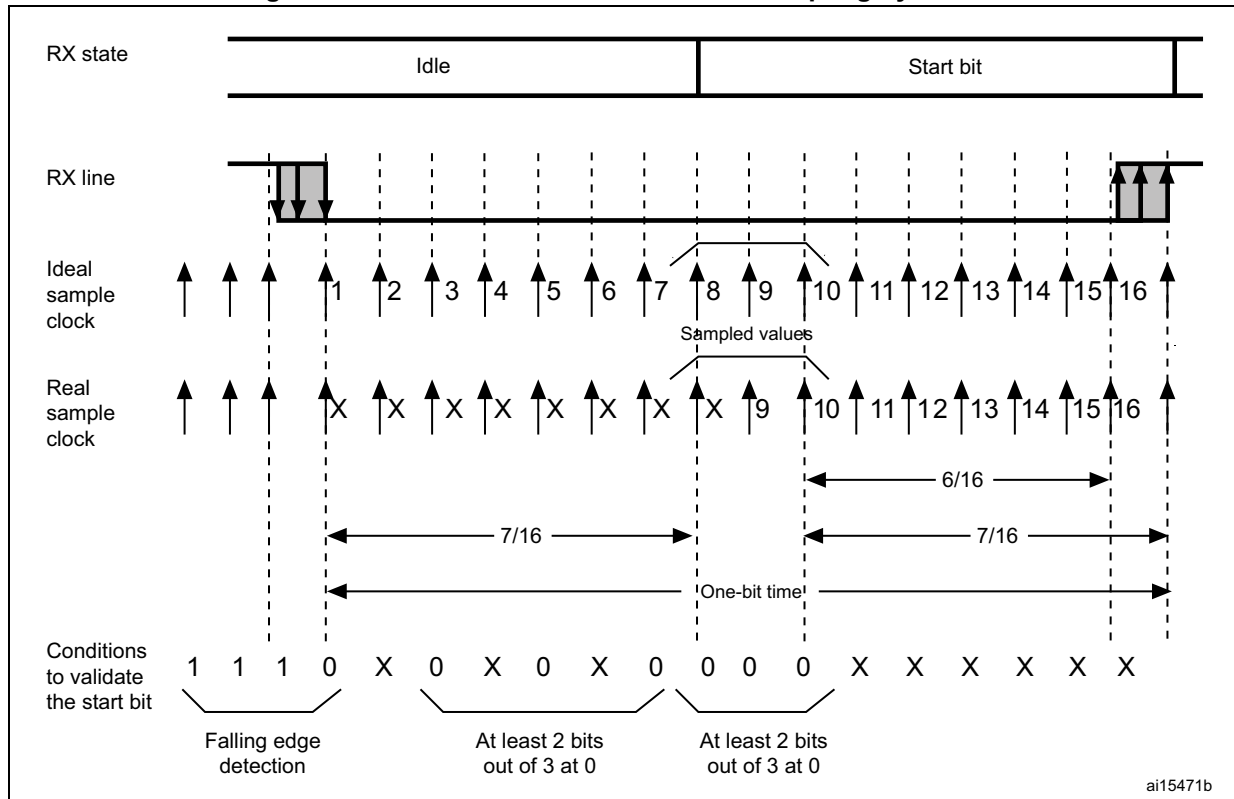 RX state
Idle
Start bit
RX line
Ideal
sample
clock
1 2 3 4 5 6 7 8 9 10 11 12 13 14 15 16
Sampled values
Real
sample
clock
X X X X X X X X 9 10 11 12 13 14 15 16
6/16
7/16
7/16
One-bit time
Conditions
to validate
the start bit
1 1 1 0 X 0 X 0 X 0 0 0 0 X X X X X X
Falling edge
detection
At least 2 bits
out of 3 at 0
At least 2 bits
out of 3 at 0
ai15471b